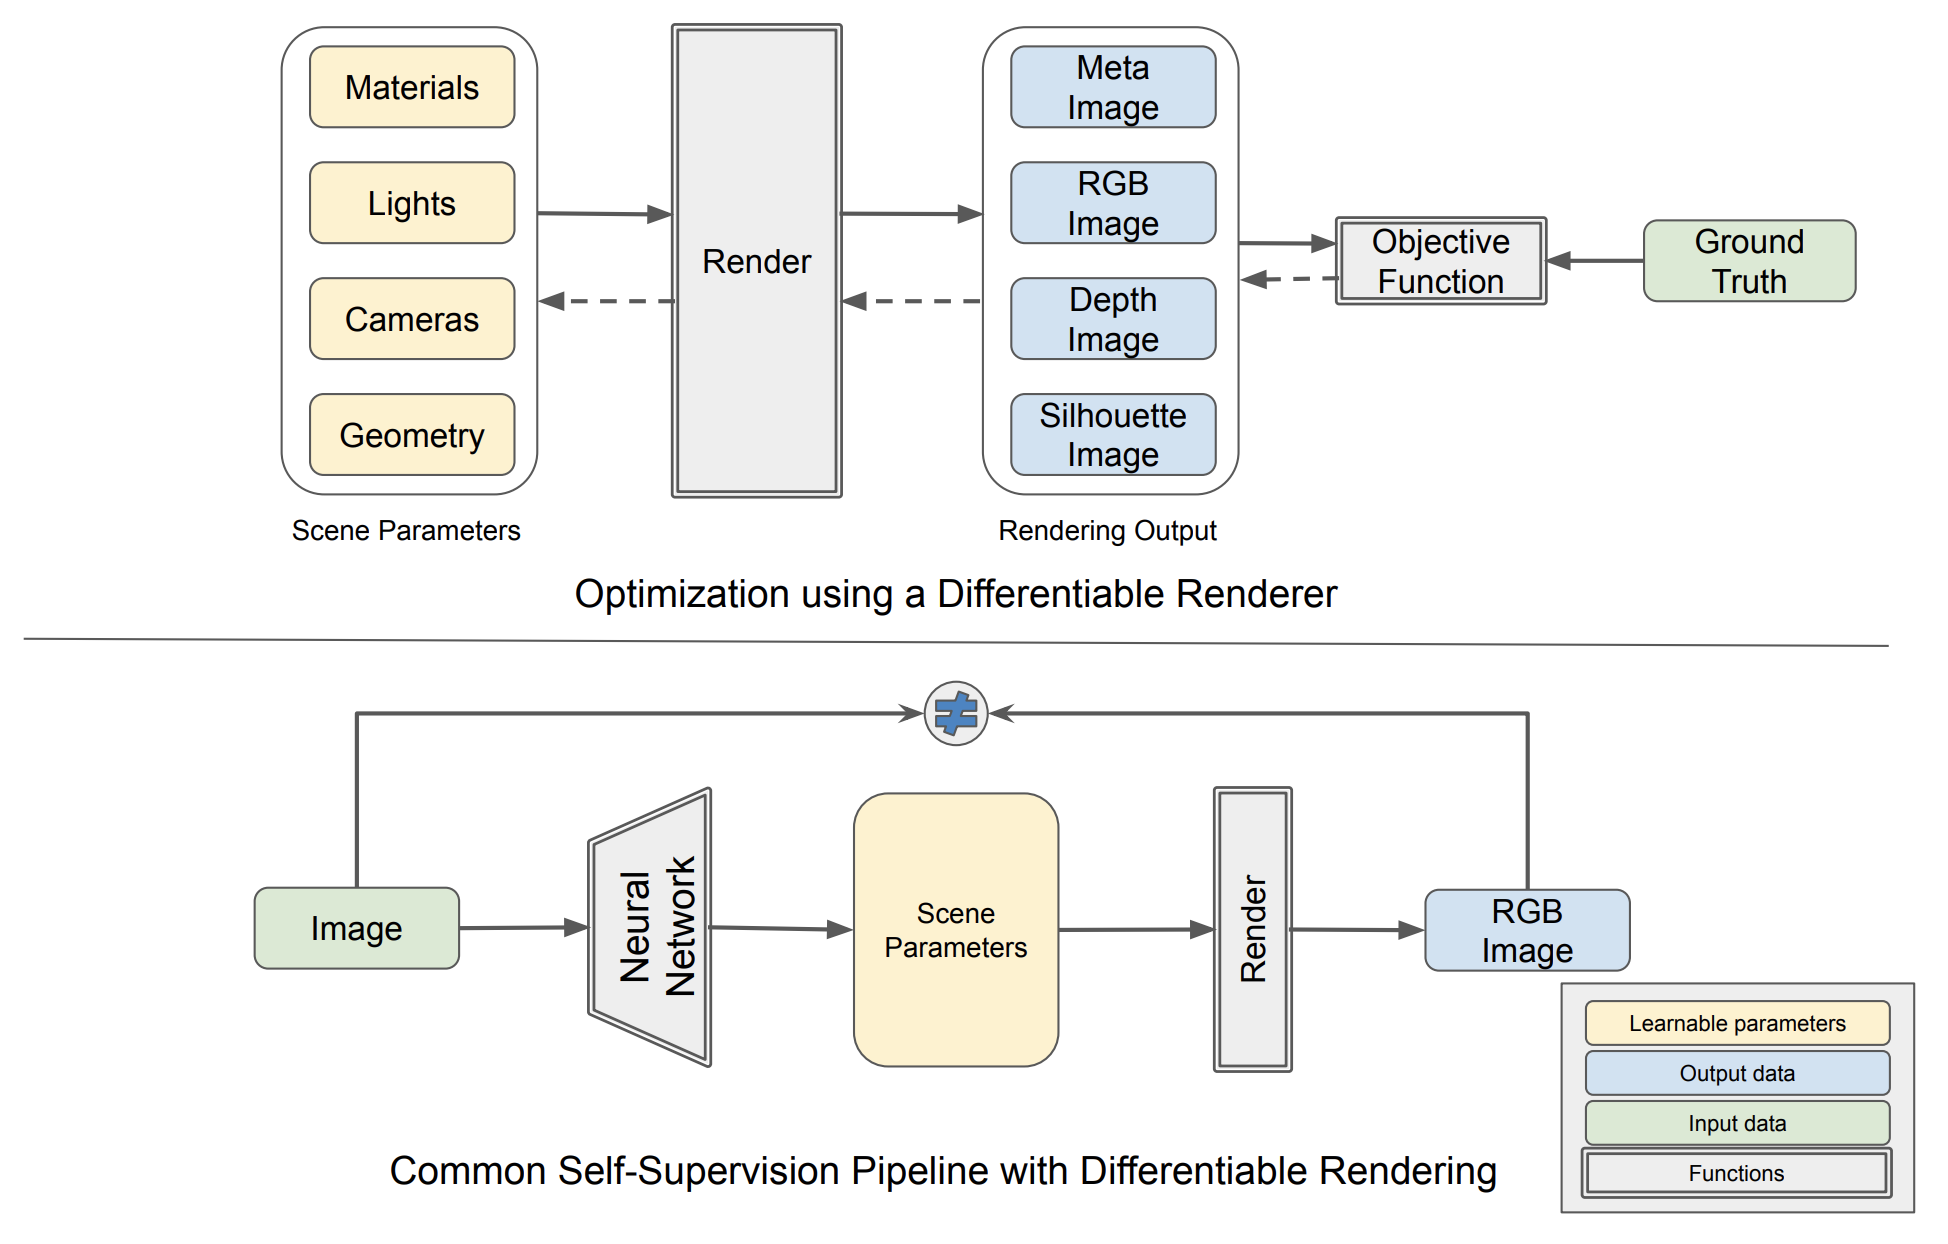 Materials
Lights
Cameras
Geometry
Scene Parameters
Render
Meta
Image
RGB
Image
Depth
Image
Silhouette
Image
Rendering Output
Objective
Function
Ground
Truth
Optimization using a Differentiable Renderer
≠
Image
Neural
Network
Scene
Parameters
Render
RGB
Image
Learnable parameters
Output data
Input data
Functions
Common Self-Supervision Pipeline with Differentiable Rendering